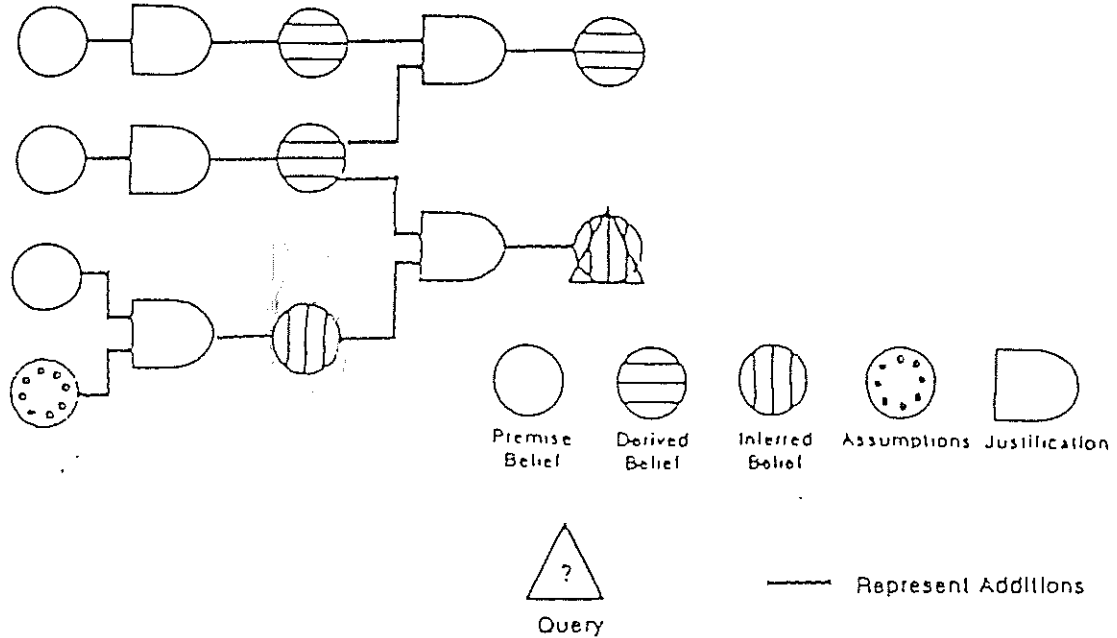 Premise Belief
Derived Belief
Inferred Belief
Assumptions
Justification
?
Query
Represent Additions